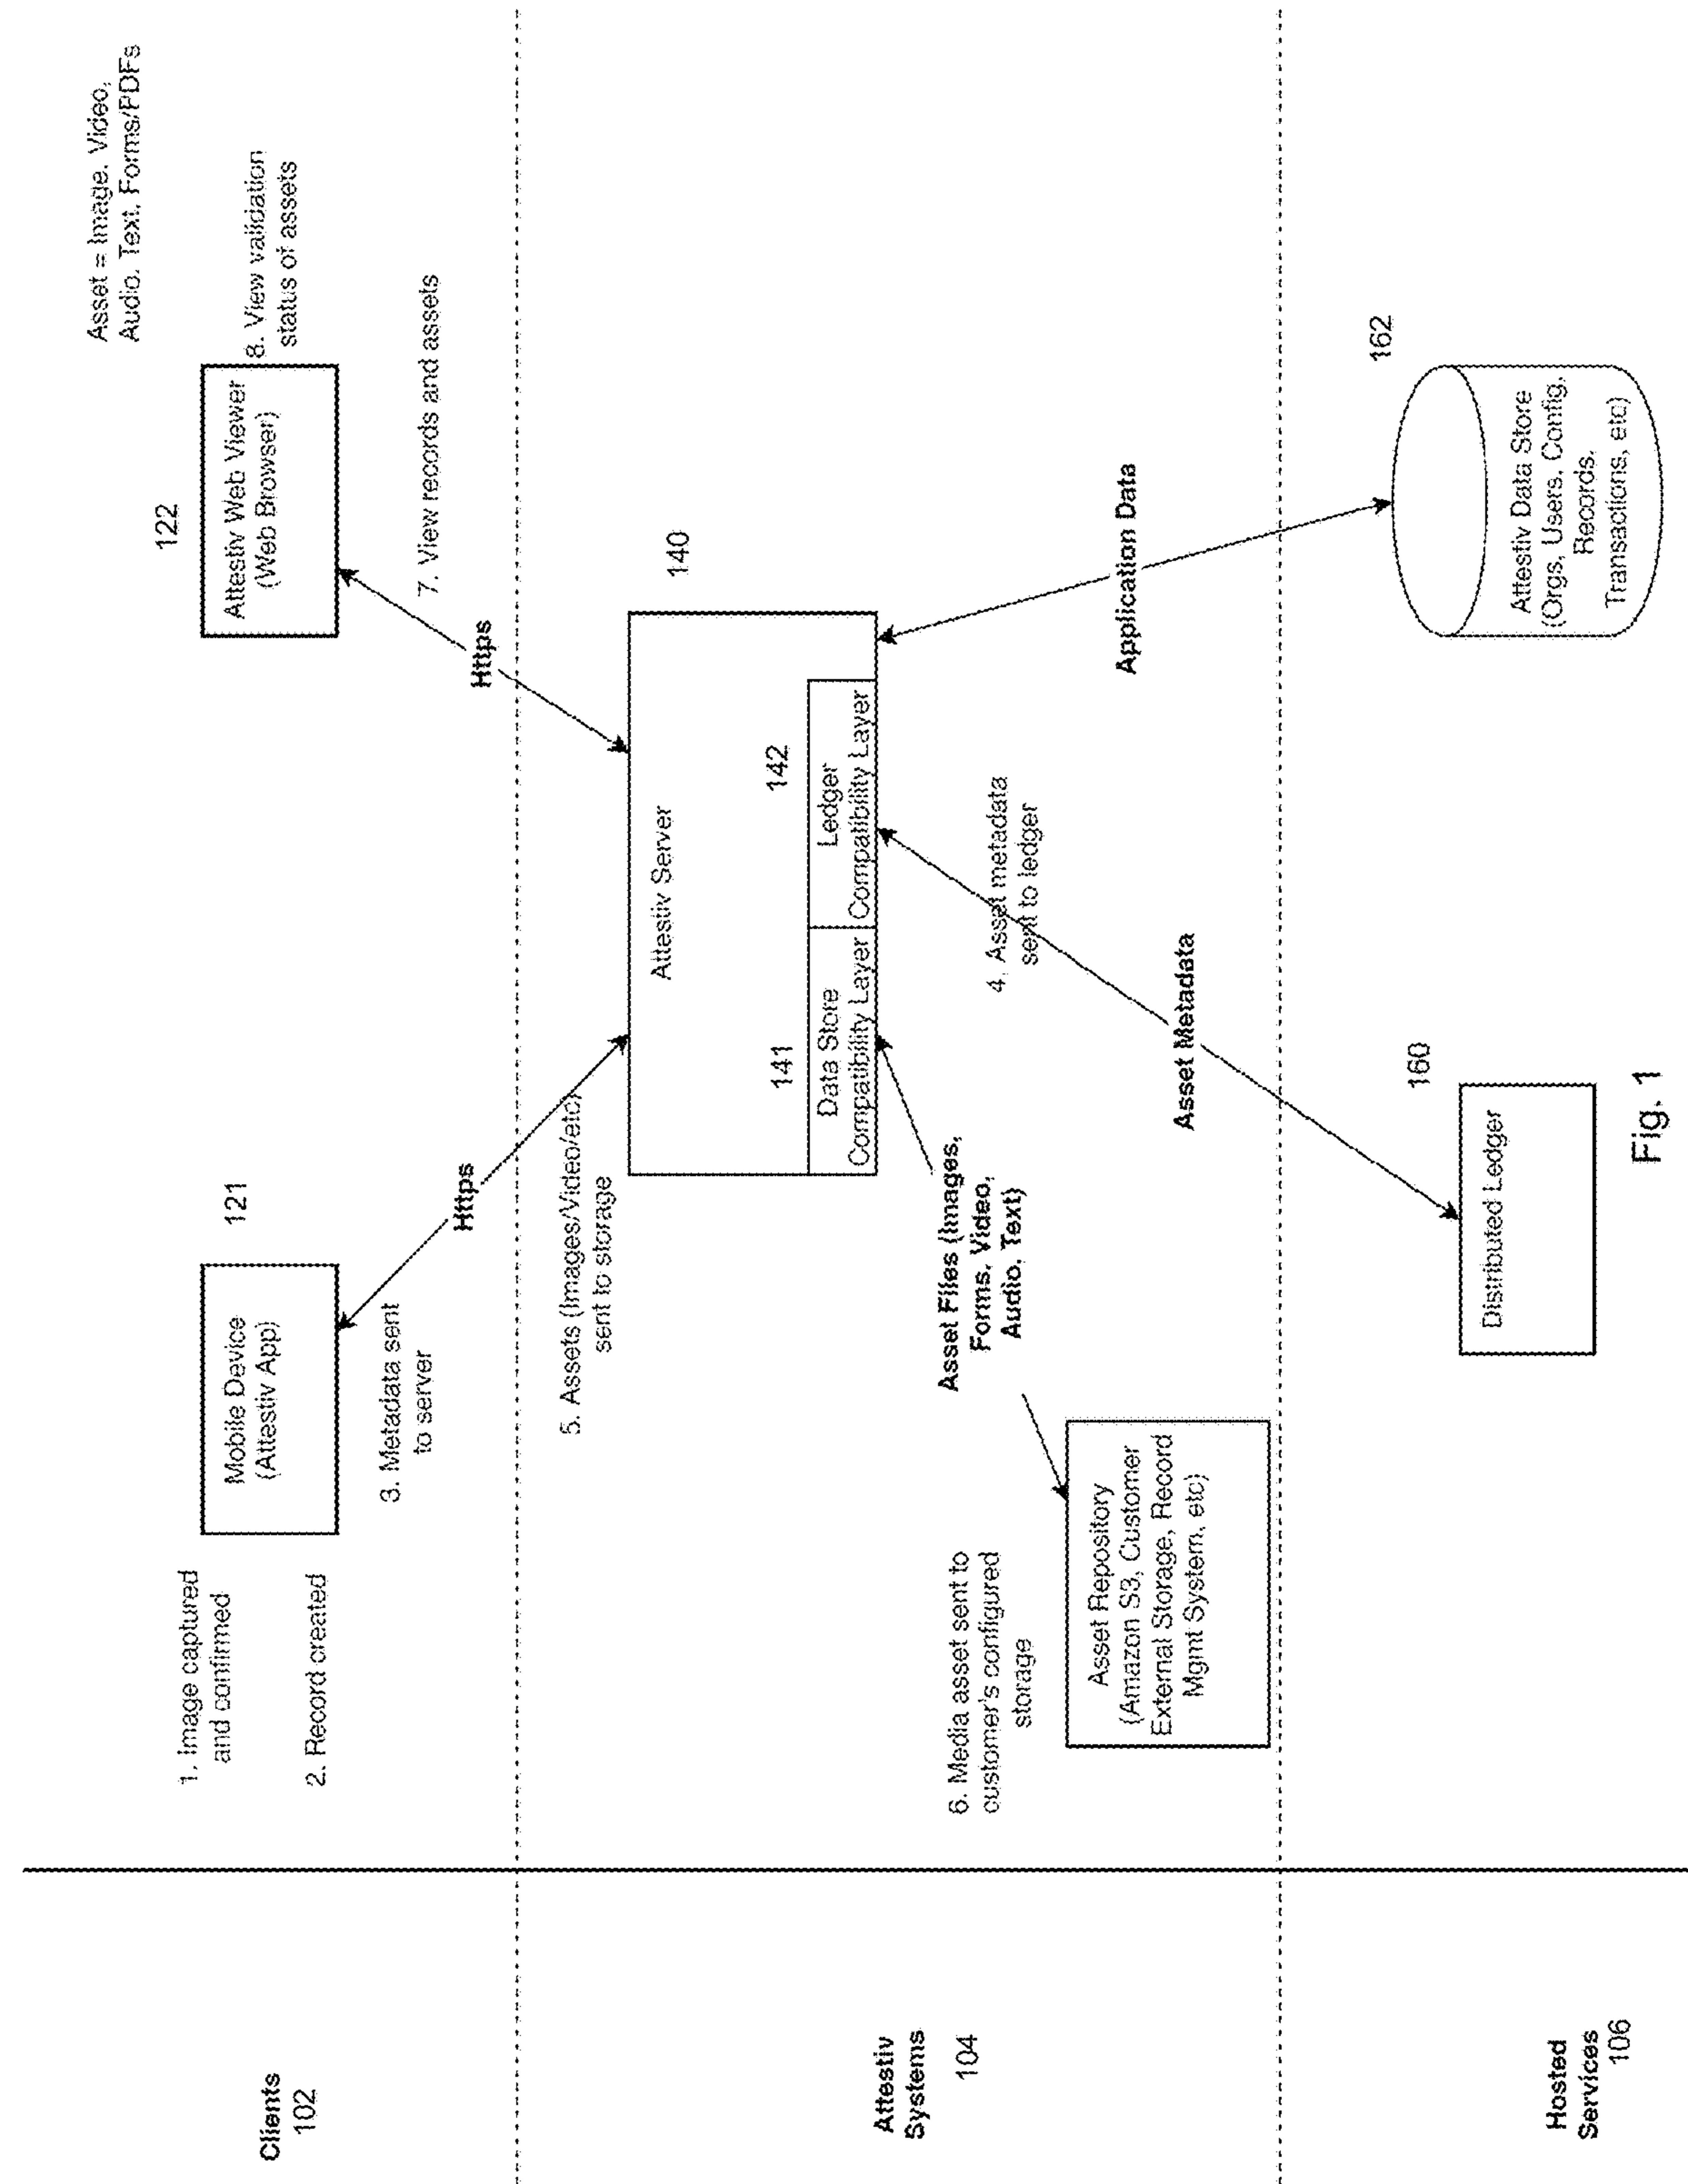 Asset = Image, Video,
Audio, Text, Forms/PDFs
Clients
102
1. Image captured
and confirmed
2. Record created
Mobile Device
(Attestiv App)
121
3. Metadata sent
to server
Https
122
Attestiv Web Viewer
(Web Browser)
8. View validation
status of assets
7. View records and assets
Https
Attestiv
Systems
104
5. Assets (Images/Video/etc)
sent to storage
140
Attestiv Server
141
Data Store
Compatibility Layer
142
Ledger
Compatibility Layer
6. Media asset sent to
customer's configured
storage
Asset Files (Images,
Forms, Video,
Audio, Text)
Asset Repository
(Amazon S3, Customer
External Storage, Record
Mgmt System, etc)
4. Asset metadata
sent to ledger
Asset Metadata
Application Data
Hosted
Services
106
160
Distributed Ledger
162
Attestiv Data Store
(Orgs, Users, Config,
Records,
Transactions, etc)
Fig. 1